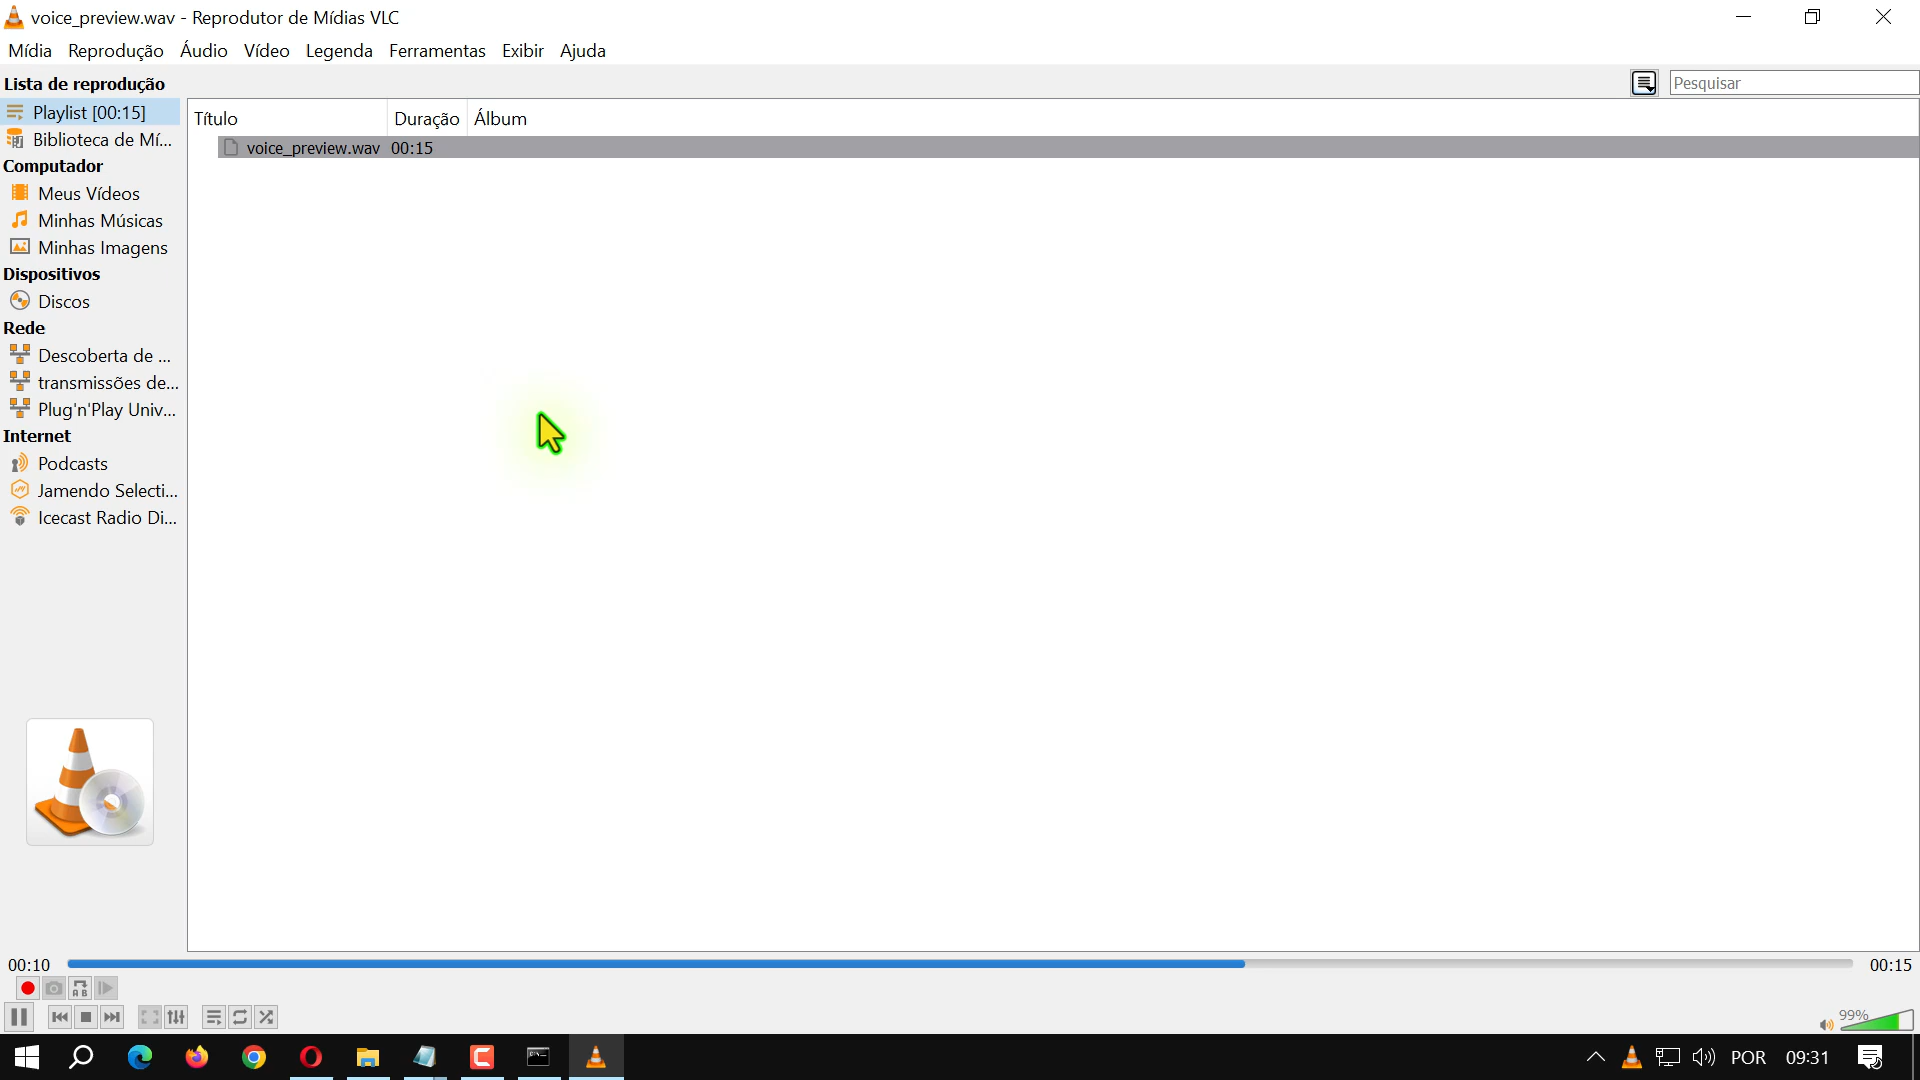 voice_preview.wav - Reprodutor de Mídias VLC
Mídia Reprodução Áudio Vídeo Legenda Ferramentas Exibir Ajuda
Lista de reprodução
Pesquisar
Playlist [00:15]
Biblioteca de Mí...
Computador
Meus Vídeos
Minhas Músicas
Minhas Imagens
Dispositivos
Discos
Rede
Descoberta de ...
transmissões de...
Plug'n'Play Univ...
Internet
Podcasts
Jamendo Selecti...
Icecast Radio Di...
Título Duração Álbum
voice_preview.wav 00:15
00:10
00:15
99%
POR 09:31